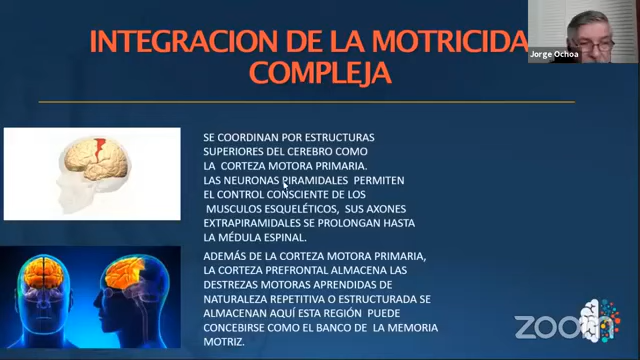 INTEGRACION DE LA MOTRICIDA
COMPLEJA
Jorge Ochoa
SE COORDINAN POR ESTRUCTURAS
SUPERIORES DEL CEREBRO COMO
LA CORTEZA MOTORA PRIMARIA.
LAS NEURONAS PIRAMIDALES PERMITEN
EL CONTROL CONSCIENTE DE LOS
MUSCULOS ESQUELÉTICOS, SUS AXONES
EXTRAPIRAMIDALES SE PROLONGAN HASTA
LA MÉDULA ESPINAL.
ADEMÁS DE LA CORTEZA MOTORA PRIMARIA,
LA CORTEZA PREFRONTAL ALMACENA LAS
DESTREZAS MOTORAS APRENDIDAS DE
NATURALEZA REPETITIVA O ESTRUCTURADA SE
ALMACENAN AQUÍ ESTA REGIÓN PUEDE
CONCEBIRSE COMO EL BANCO DE LA MEMORIA
MOTRIZ.
zoom